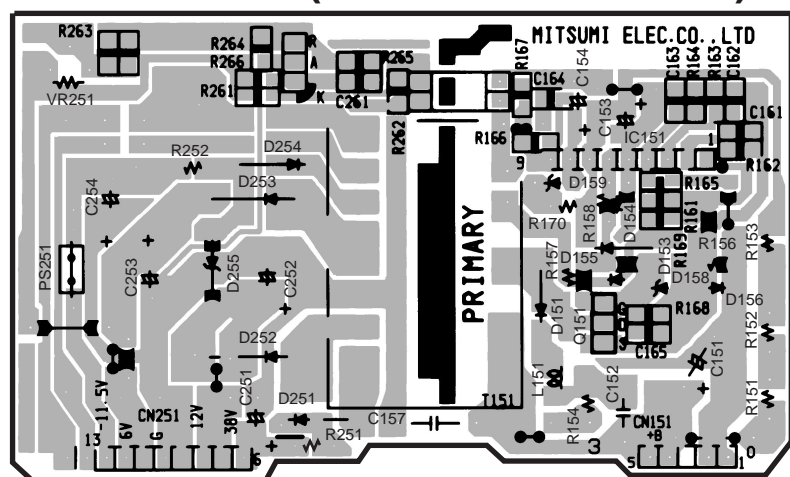 MITSUMI ELEC.CO.,LTD
R263
R264
R266
R261
R
A
K
C261
R265
R262
R167
C164
C154
C153
IC151
C163
R164
R163
C162
C161
R162
1
R166
9
VR251
R252
D254
D253
C254
PS251
C253
D255
C252
D252
C251
D251
R251
C157
PRIMARY
T151
D159
R170
R158
D154
R165
R161
R169
R156
R153
R157
D155
D153
D158
D156
D151
Q151
G
D
S
R168
C165
C151
R152
R151
L151
R154
C152
CN151
+B
3
5
1
0
-11.5V
CN251
13
6V
G
12V
38V
6